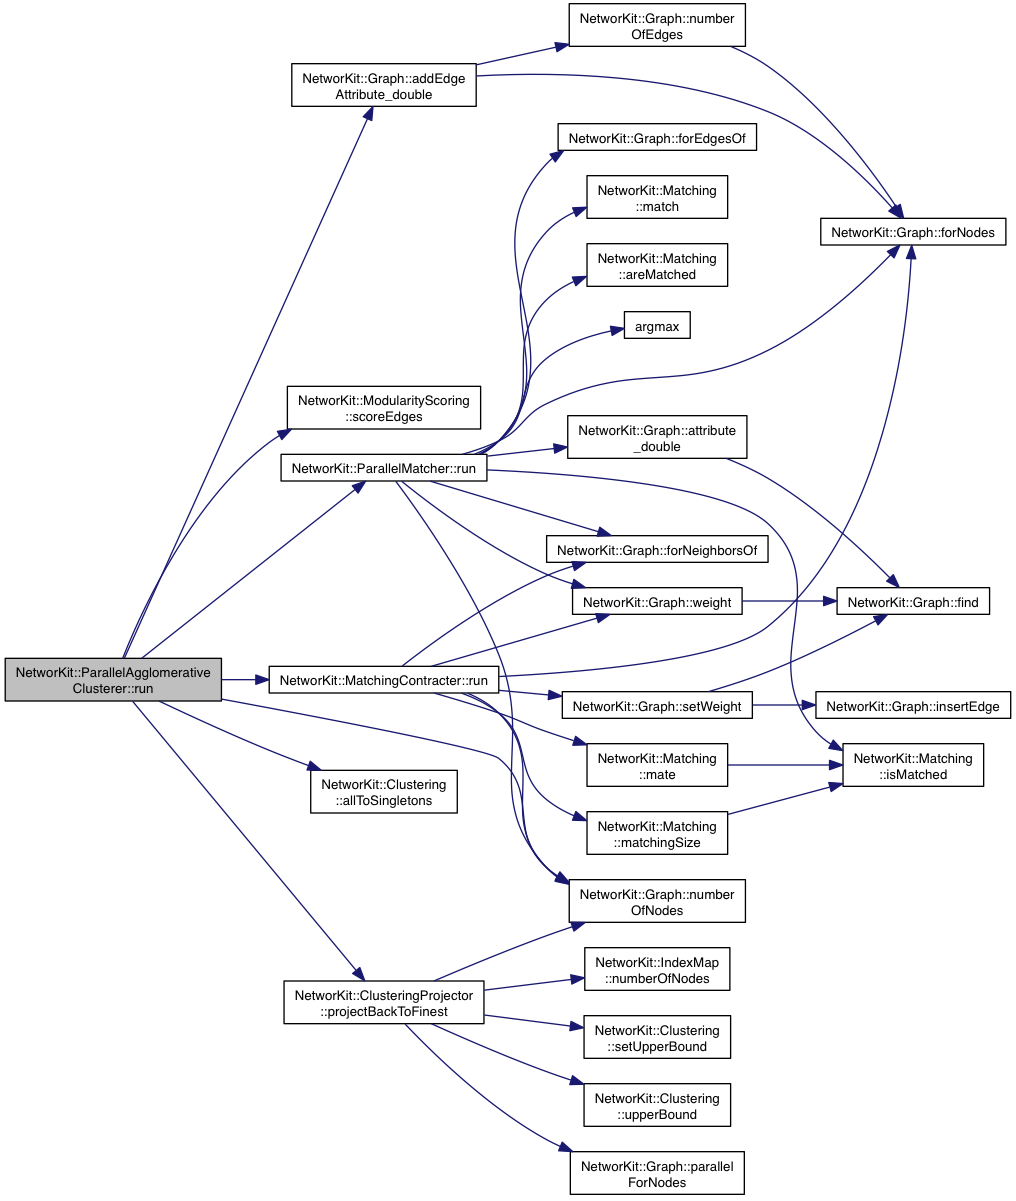 NetworKit::Graph::number
OfEdges
NetworKit::Graph::addEdge
Attribute_double
NetworKit::Graph::forEdgesOf
NetworKit::Matching
::match
NetworKit::Graph::forNodes
NetworKit::Matching
::areMatched
argmax
NetworKit::ModularityScoring
::scoreEdges
NetworKit::Graph::attribute
_double
NetworKit::ParallelMatcher::run
NetworKit::Graph::forNeighborsOf
NetworKit::Graph::weight
NetworKit::Graph::find
NetworKit::ParallelAgglomerative
Clusterer::run
NetworKit::MatchingContracter::run
NetworKit::Graph::setWeight
NetworKit::Graph::insertEdge
NetworKit::Matching
::mate
NetworKit::Matching
::isMatched
NetworKit::Clustering
::allToSingletons
NetworKit::Matching
::matchingSize
NetworKit::Graph::number
OfNodes
NetworKit::IndexMap
::numberOfNodes
NetworKit::ClusteringProjector
::projectBackToFinest
NetworKit::Clustering
::setUpperBound
NetworKit::Clustering
::upperBound
NetworKit::Graph::parallel
ForNodes